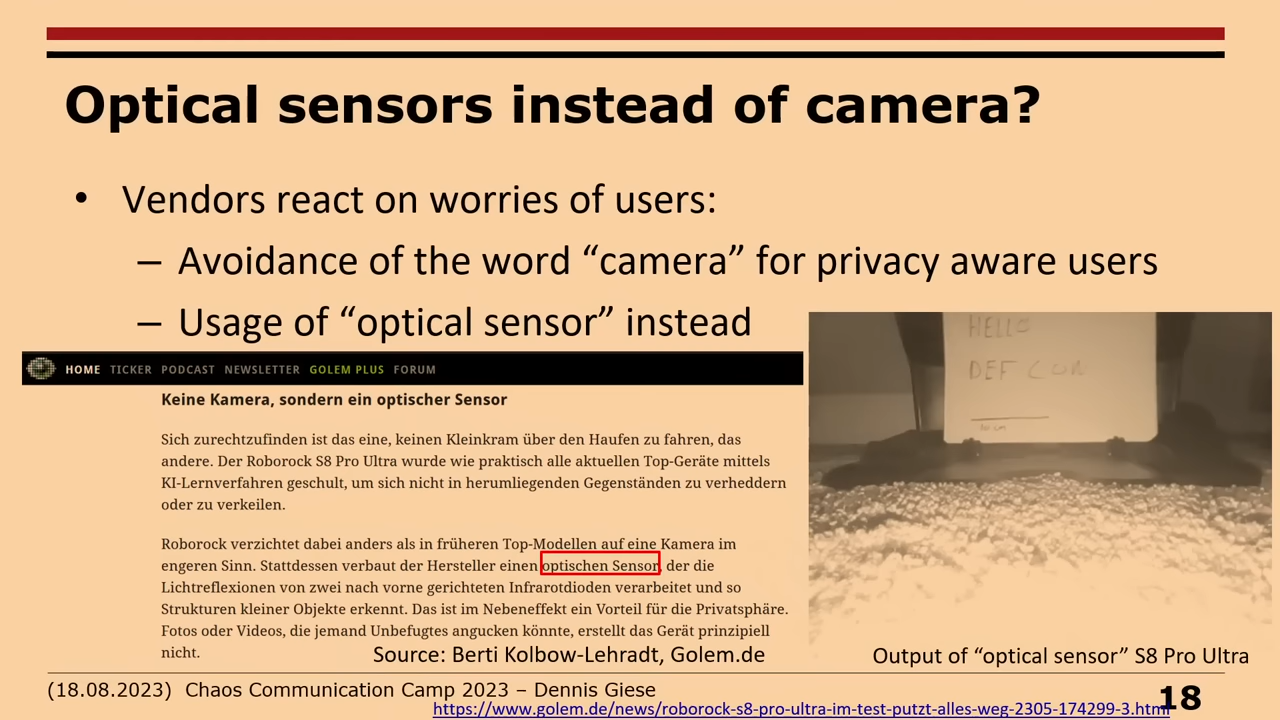 Optical sensors instead of camera?
• Vendors react on worries of users:
– Avoidance of the word “camera” for privacy aware users
– Usage of “optical sensor” instead
HOME TICKER PODCAST NEWSLETTER GOLEM PLUS FORUM
Keine Kamera, sondern ein optischer Sensor
Sich zurechtzufinden ist das eine, keinen Kleinkram über den Haufen zu fahren, das
andere. Der Roborock S8 Pro Ultra wurde wie praktisch alle aktuellen Top-Geräte mittels
KI-Lernverfahren geschult, um sich nicht in herumliegenden Gegenständen zu verheddern
oder zu verkeilen.
Roborock verzichtet dabei anders als in früheren Top-Modellen auf eine Kamera im
engeren Sinn. Stattdessen verbaut der Hersteller einen optischen Sensor, der die
Lichtreflexionen von zwei nach vorne gerichteten Infrarotdioden verarbeitet und so
Strukturen kleiner Objekte erkennt. Das ist im Nebeneffekt ein Vorteil für die Privatsphäre.
Fotos oder Videos, die jemand Unbefugtes angucken könnte, erstellt das Gerät prinzipiell
nicht.
Source: Berti Kolbow-Lehradt, Golem.de
HELLO
DEF CON
Output of “optical sensor” S8 Pro Ultra
(18.08.2023) Chaos Communication Camp 2023 – Dennis Giese
https://www.golem.de/news/roborock-s8-pro-ultra-im-test-putzt-alles-weg-2305-174299-3.html
18